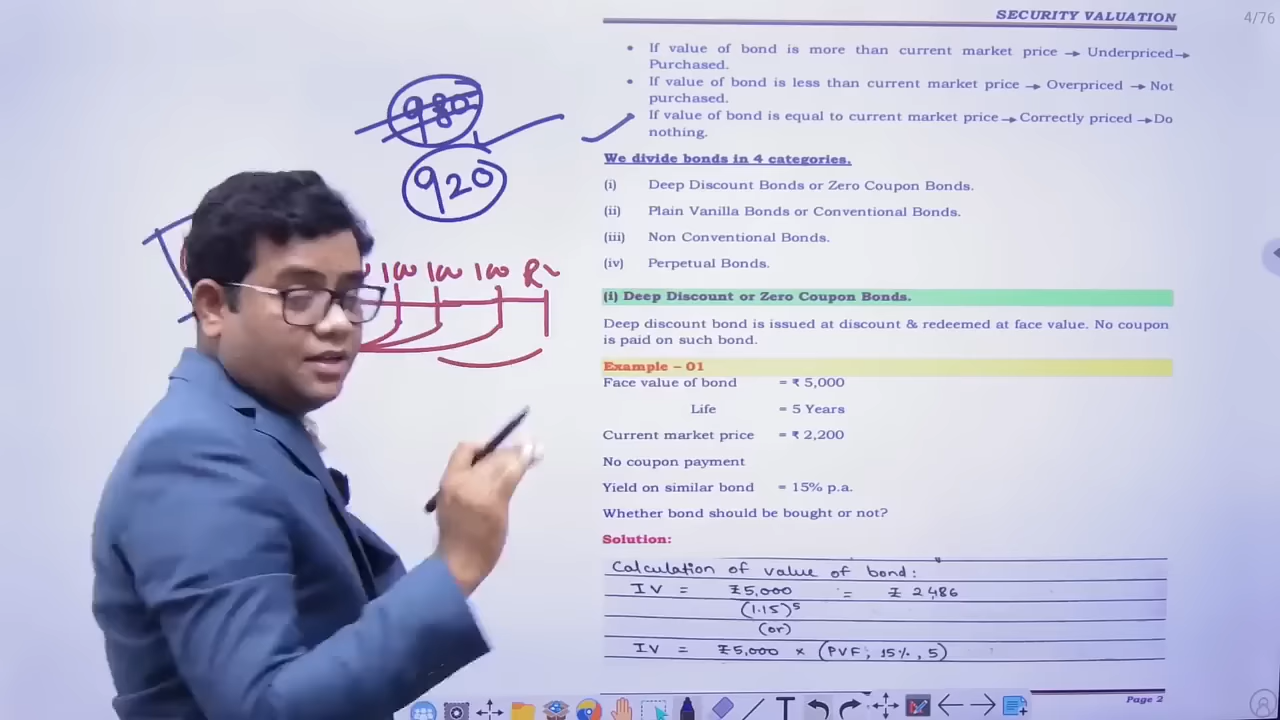 SECURITY VALUATION
4/76
• If value of bond is more than current market price → Underpriced→
Purchased.
• If value of bond is less than current market price → Overpriced → Not
purchased.
• If value of bond is equal to current market price → Correctly priced → Do
nothing.
We divide bonds in 4 categories.
(i) Deep Discount Bonds or Zero Coupon Bonds.
(ii) Plain Vanilla Bonds or Conventional Bonds.
(iii) Non Conventional Bonds.
(iv) Perpetual Bonds.
(i) Deep Discount or Zero Coupon Bonds.
Deep discount bond is issued at discount & redeemed at face value. No coupon
is paid on such bond.
Example – 01
Face value of bond = ₹ 5,000
Life = 5 Years
Current market price = ₹ 2,200
No coupon payment
Yield on similar bond = 15% p.a.
Whether bond should be bought or not?
Solution:
Calculation of value of bond:
IV = ₹5,000 = ₹ 2,486
(1.15)⁵
(or)
IV = ₹5,000 × (PVF, 15%, 5)
Page 2
980
920
100 100 100 RV